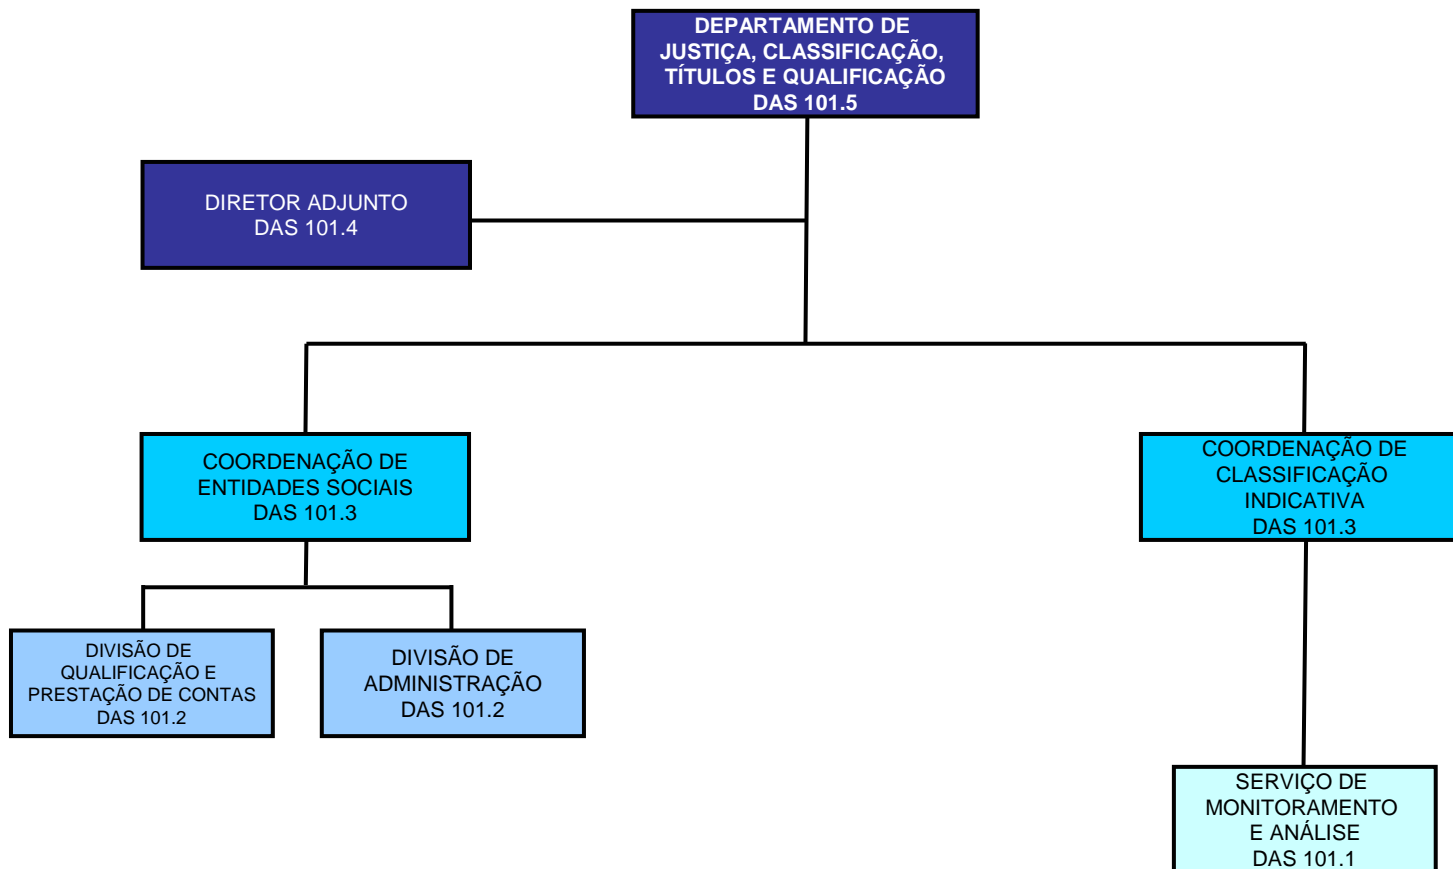 DEPARTAMENTO DE
JUSTIÇA, CLASSIFICAÇÃO,
TÍTULOS E QUALIFICAÇÃO
DAS 101.5
DIRETOR ADJUNTO
DAS 101.4
COORDENAÇÃO DE
ENTIDADES SOCIAIS
DAS 101.3
COORDENAÇÃO DE
CLASSIFICAÇÃO
INDICATIVA
DAS 101.3
DIVISÃO DE
QUALIFICAÇÃO E
PRESTAÇÃO DE CONTAS
DAS 101.2
DIVISÃO DE
ADMINISTRAÇÃO
DAS 101.2
SERVIÇO DE
MONITORAMENTO
E ANÁLISE
DAS 101.1